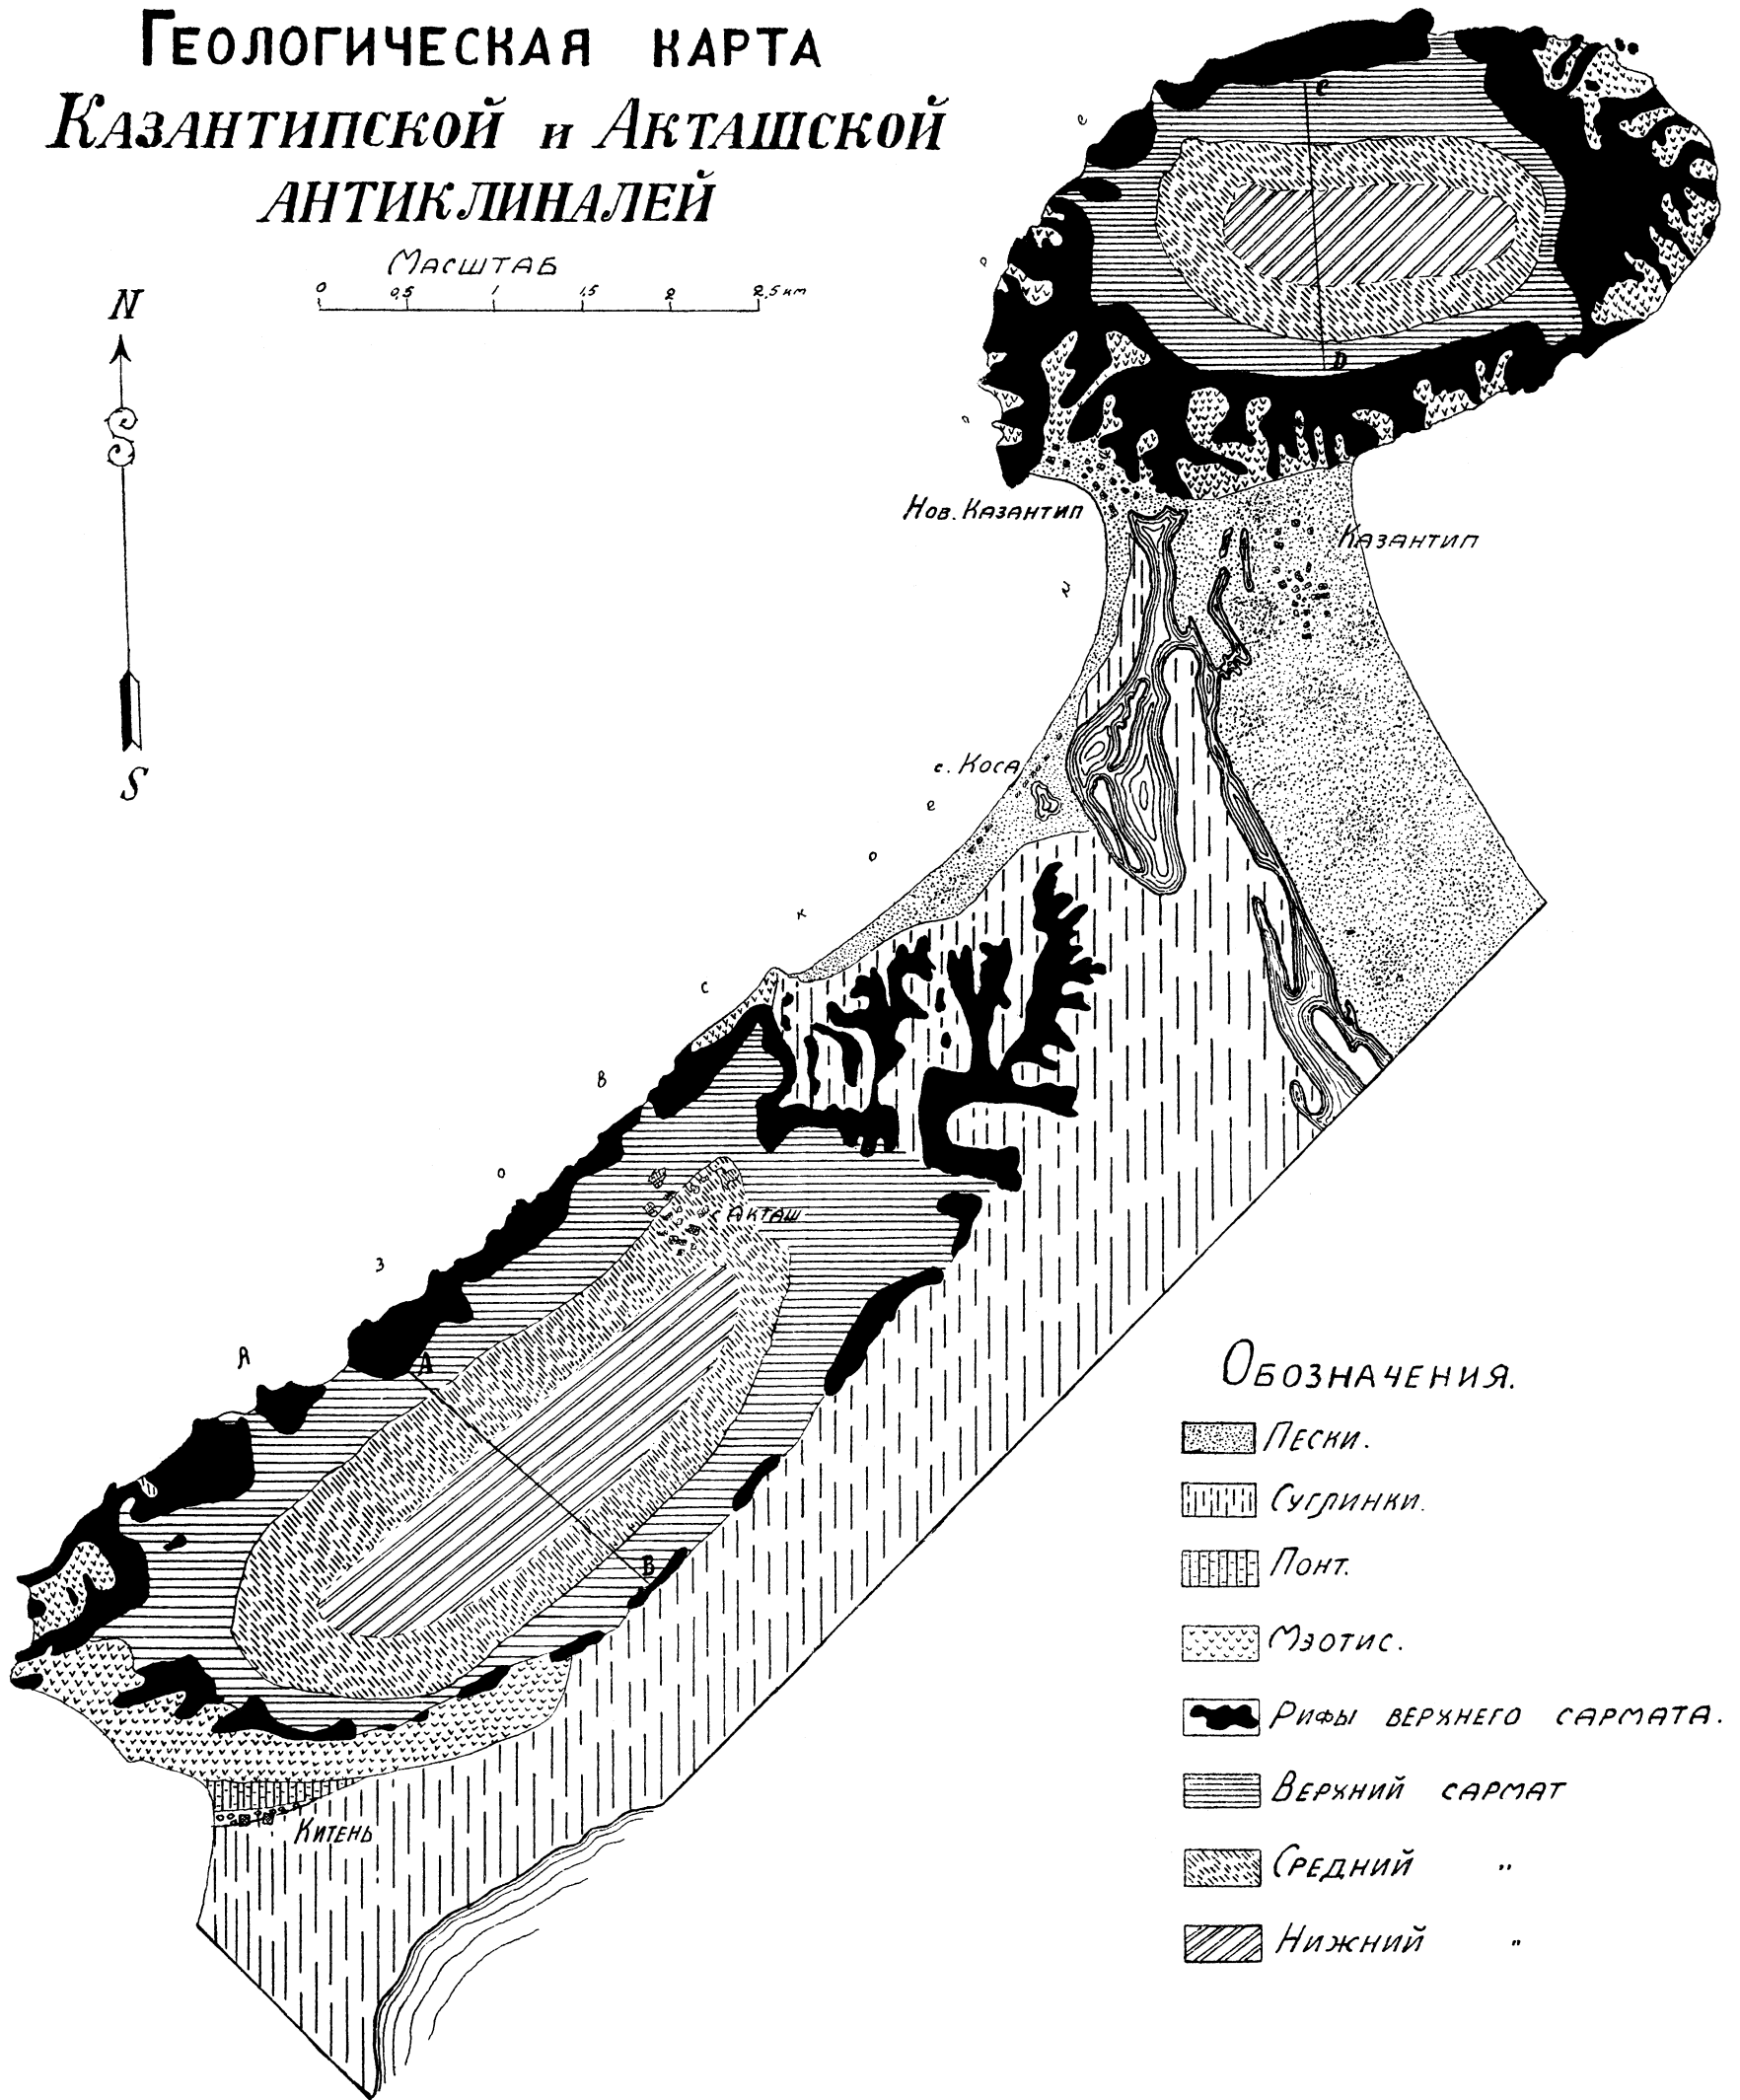 Геологическая карта
Казантипской и Акташской
антиклиналей
Масштаб
0 0,5 1 1,5 2 2,5 км
N
S
C
D
Нов. Казантип
Казантип
с. Коса
Азовское
с. Акташ
A
B
Китень
Обозначения.
Пески.
Суглинки.
Понт.
Мэотис.
Рифы верхнего сармата.
Верхний сармат
Средний "
Нижний "